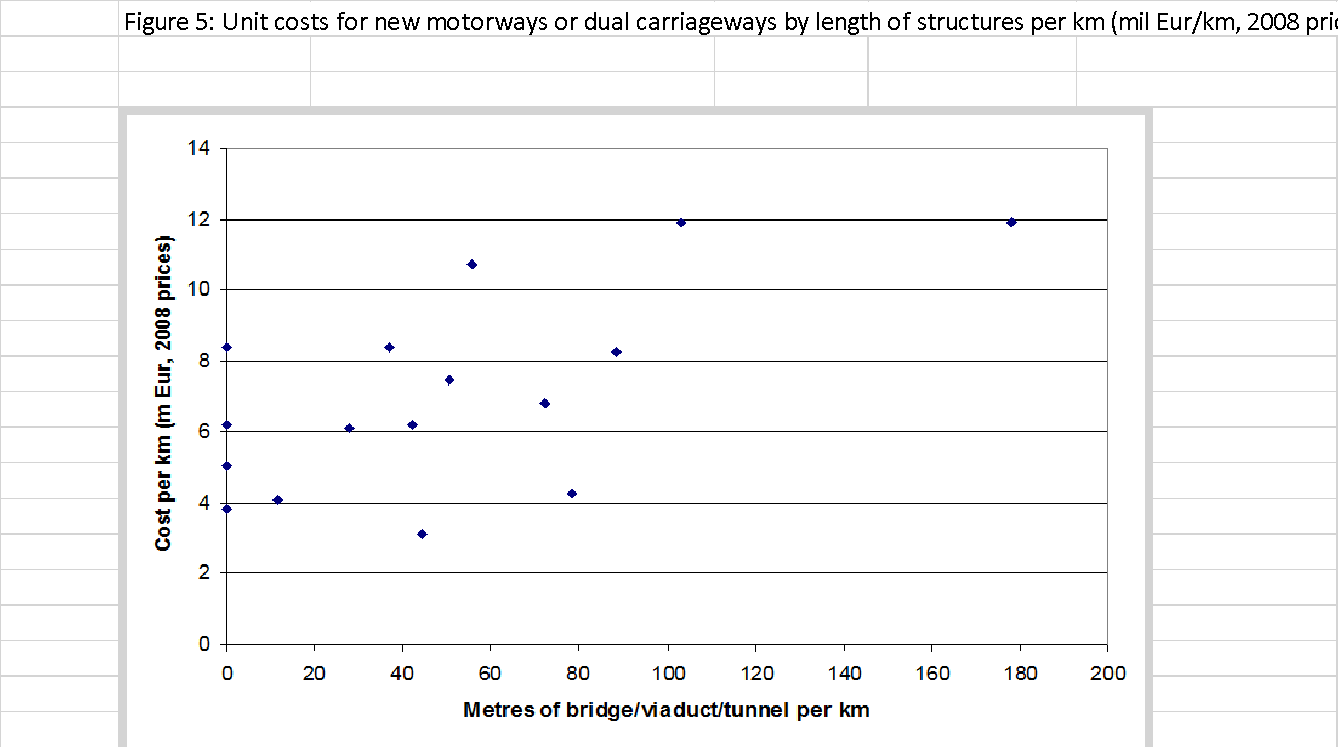 Figure 5: Unit costs for new motorways or dual carriageways by length of structures per km (mil Eur/km, 2008
14
12
10
8
6
4
2
0
Cost per km (m Eur, 2008 prices)
0 20 40 60 80 100 120 140 160 180 200
Metres of bridge/viaduct/tunnel per km